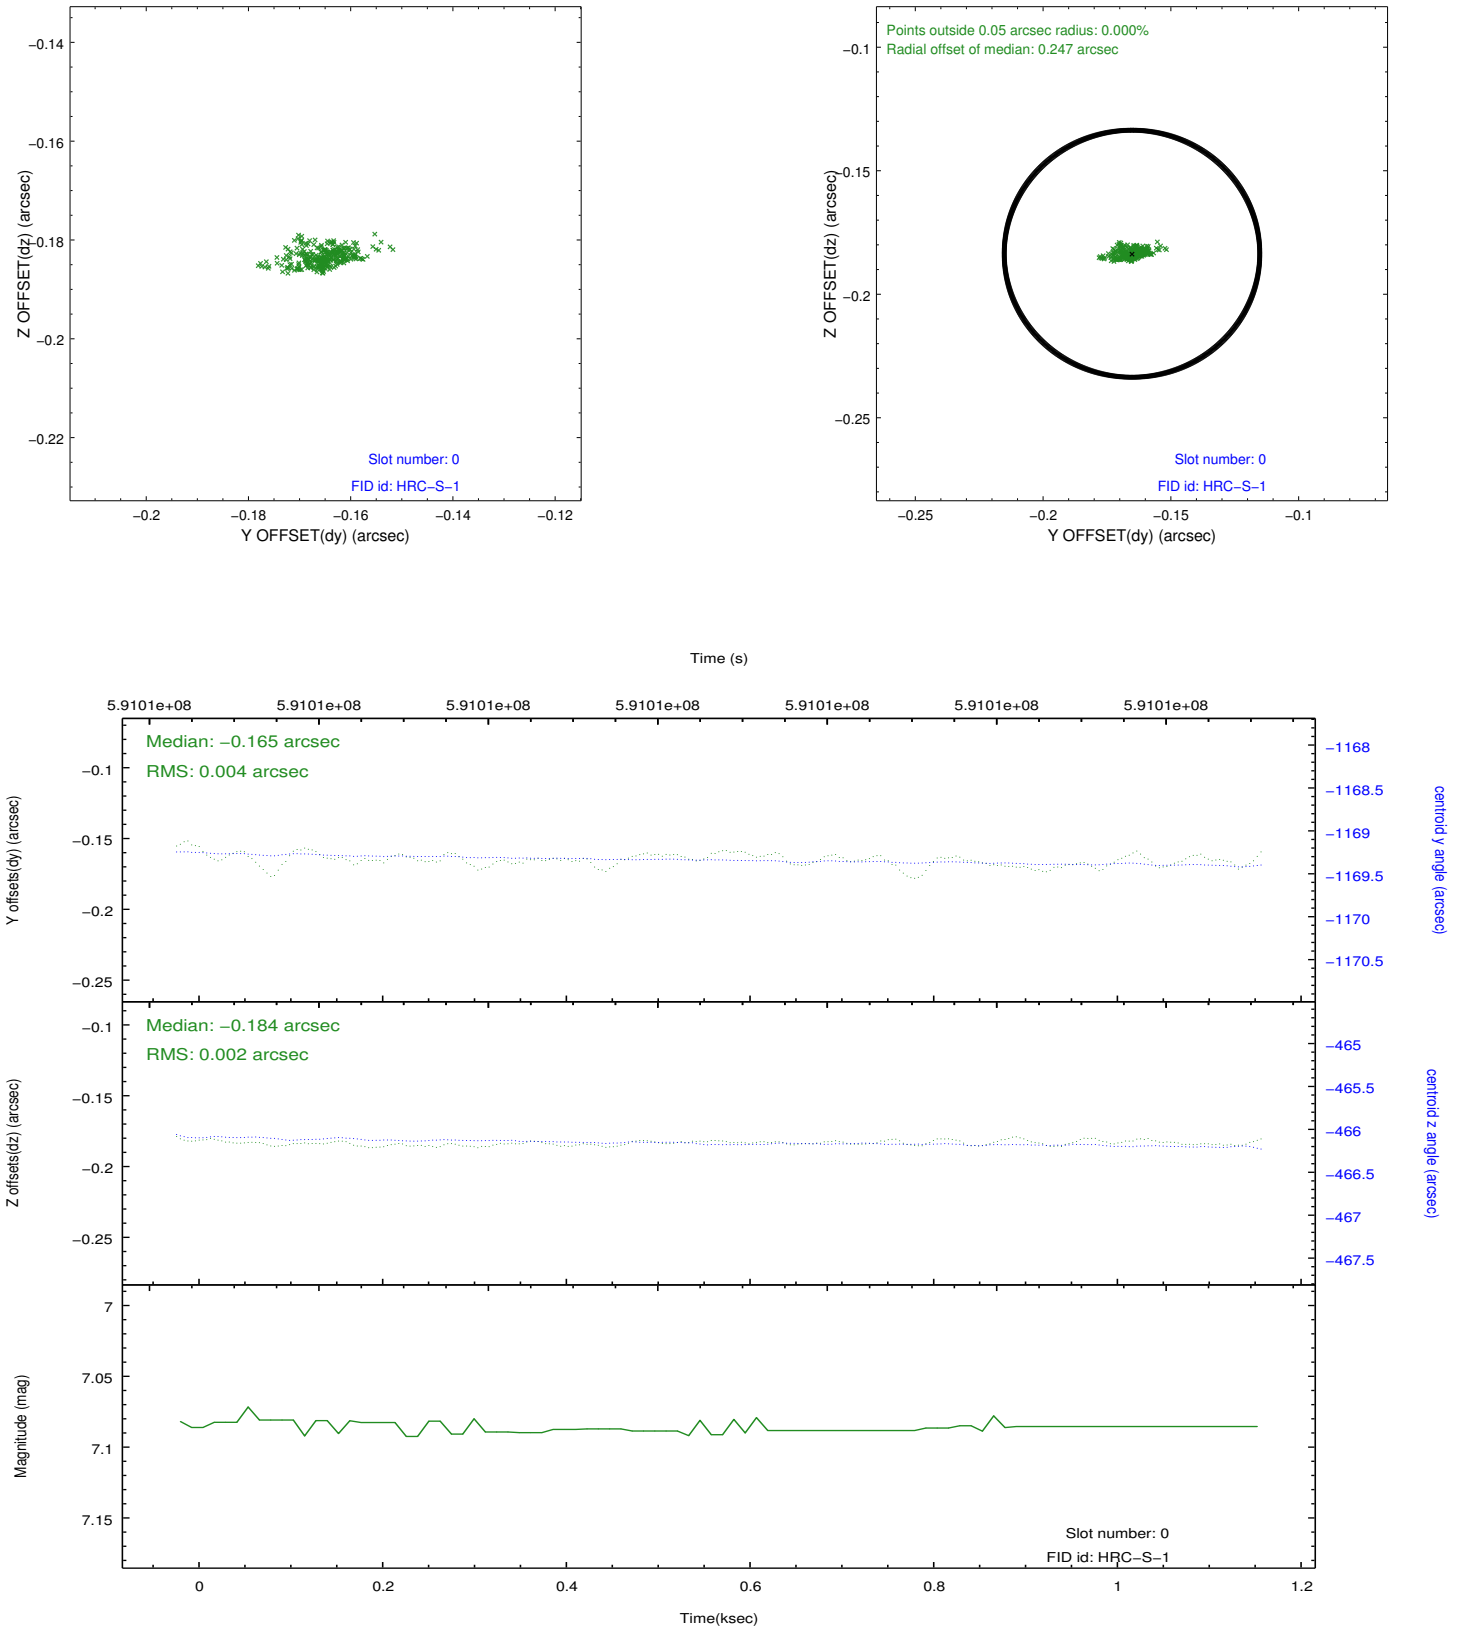 −0.14
−0.16
−0.18
−0.2
−0.22
Z OFFSET(dz) (arcsec)
Slot number: 0
FID id: HRC−S−1
−0.2
−0.18
−0.16
−0.14
−0.12
Y OFFSET(dy) (arcsec)
Points outside 0.05 arcsec radius: 0.000%
Radial offset of median: 0.247 arcsec
−0.1
−0.15
−0.2
−0.25
Z OFFSET(dz) (arcsec)
Slot number: 0
FID id: HRC−S−1
−0.25
−0.2
−0.15
−0.1
Y OFFSET(dy) (arcsec)
Time (s)
5.9101e+08
5.9101e+08
5.9101e+08
5.9101e+08
5.9101e+08
5.9101e+08
5.9101e+08
Median: −0.165 arcsec
RMS: 0.004 arcsec
−0.1
−0.15
−0.2
−0.25
Y offsets(dy) (arcsec)
−1168
−1168.5
−1169
−1169.5
−1170
−1170.5
centroid y angle (arcsec)
Median: −0.184 arcsec
RMS: 0.002 arcsec
−0.1
−0.15
−0.2
−0.25
Z offsets(dz) (arcsec)
−465
−465.5
−466
−466.5
−467
−467.5
centroid z angle (arcsec)
7
7.05
7.1
7.15
Magnitude (mag)
Slot number: 0
FID id: HRC−S−1
0
0.2
0.4
0.6
0.8
1
1.2
Time(ksec)